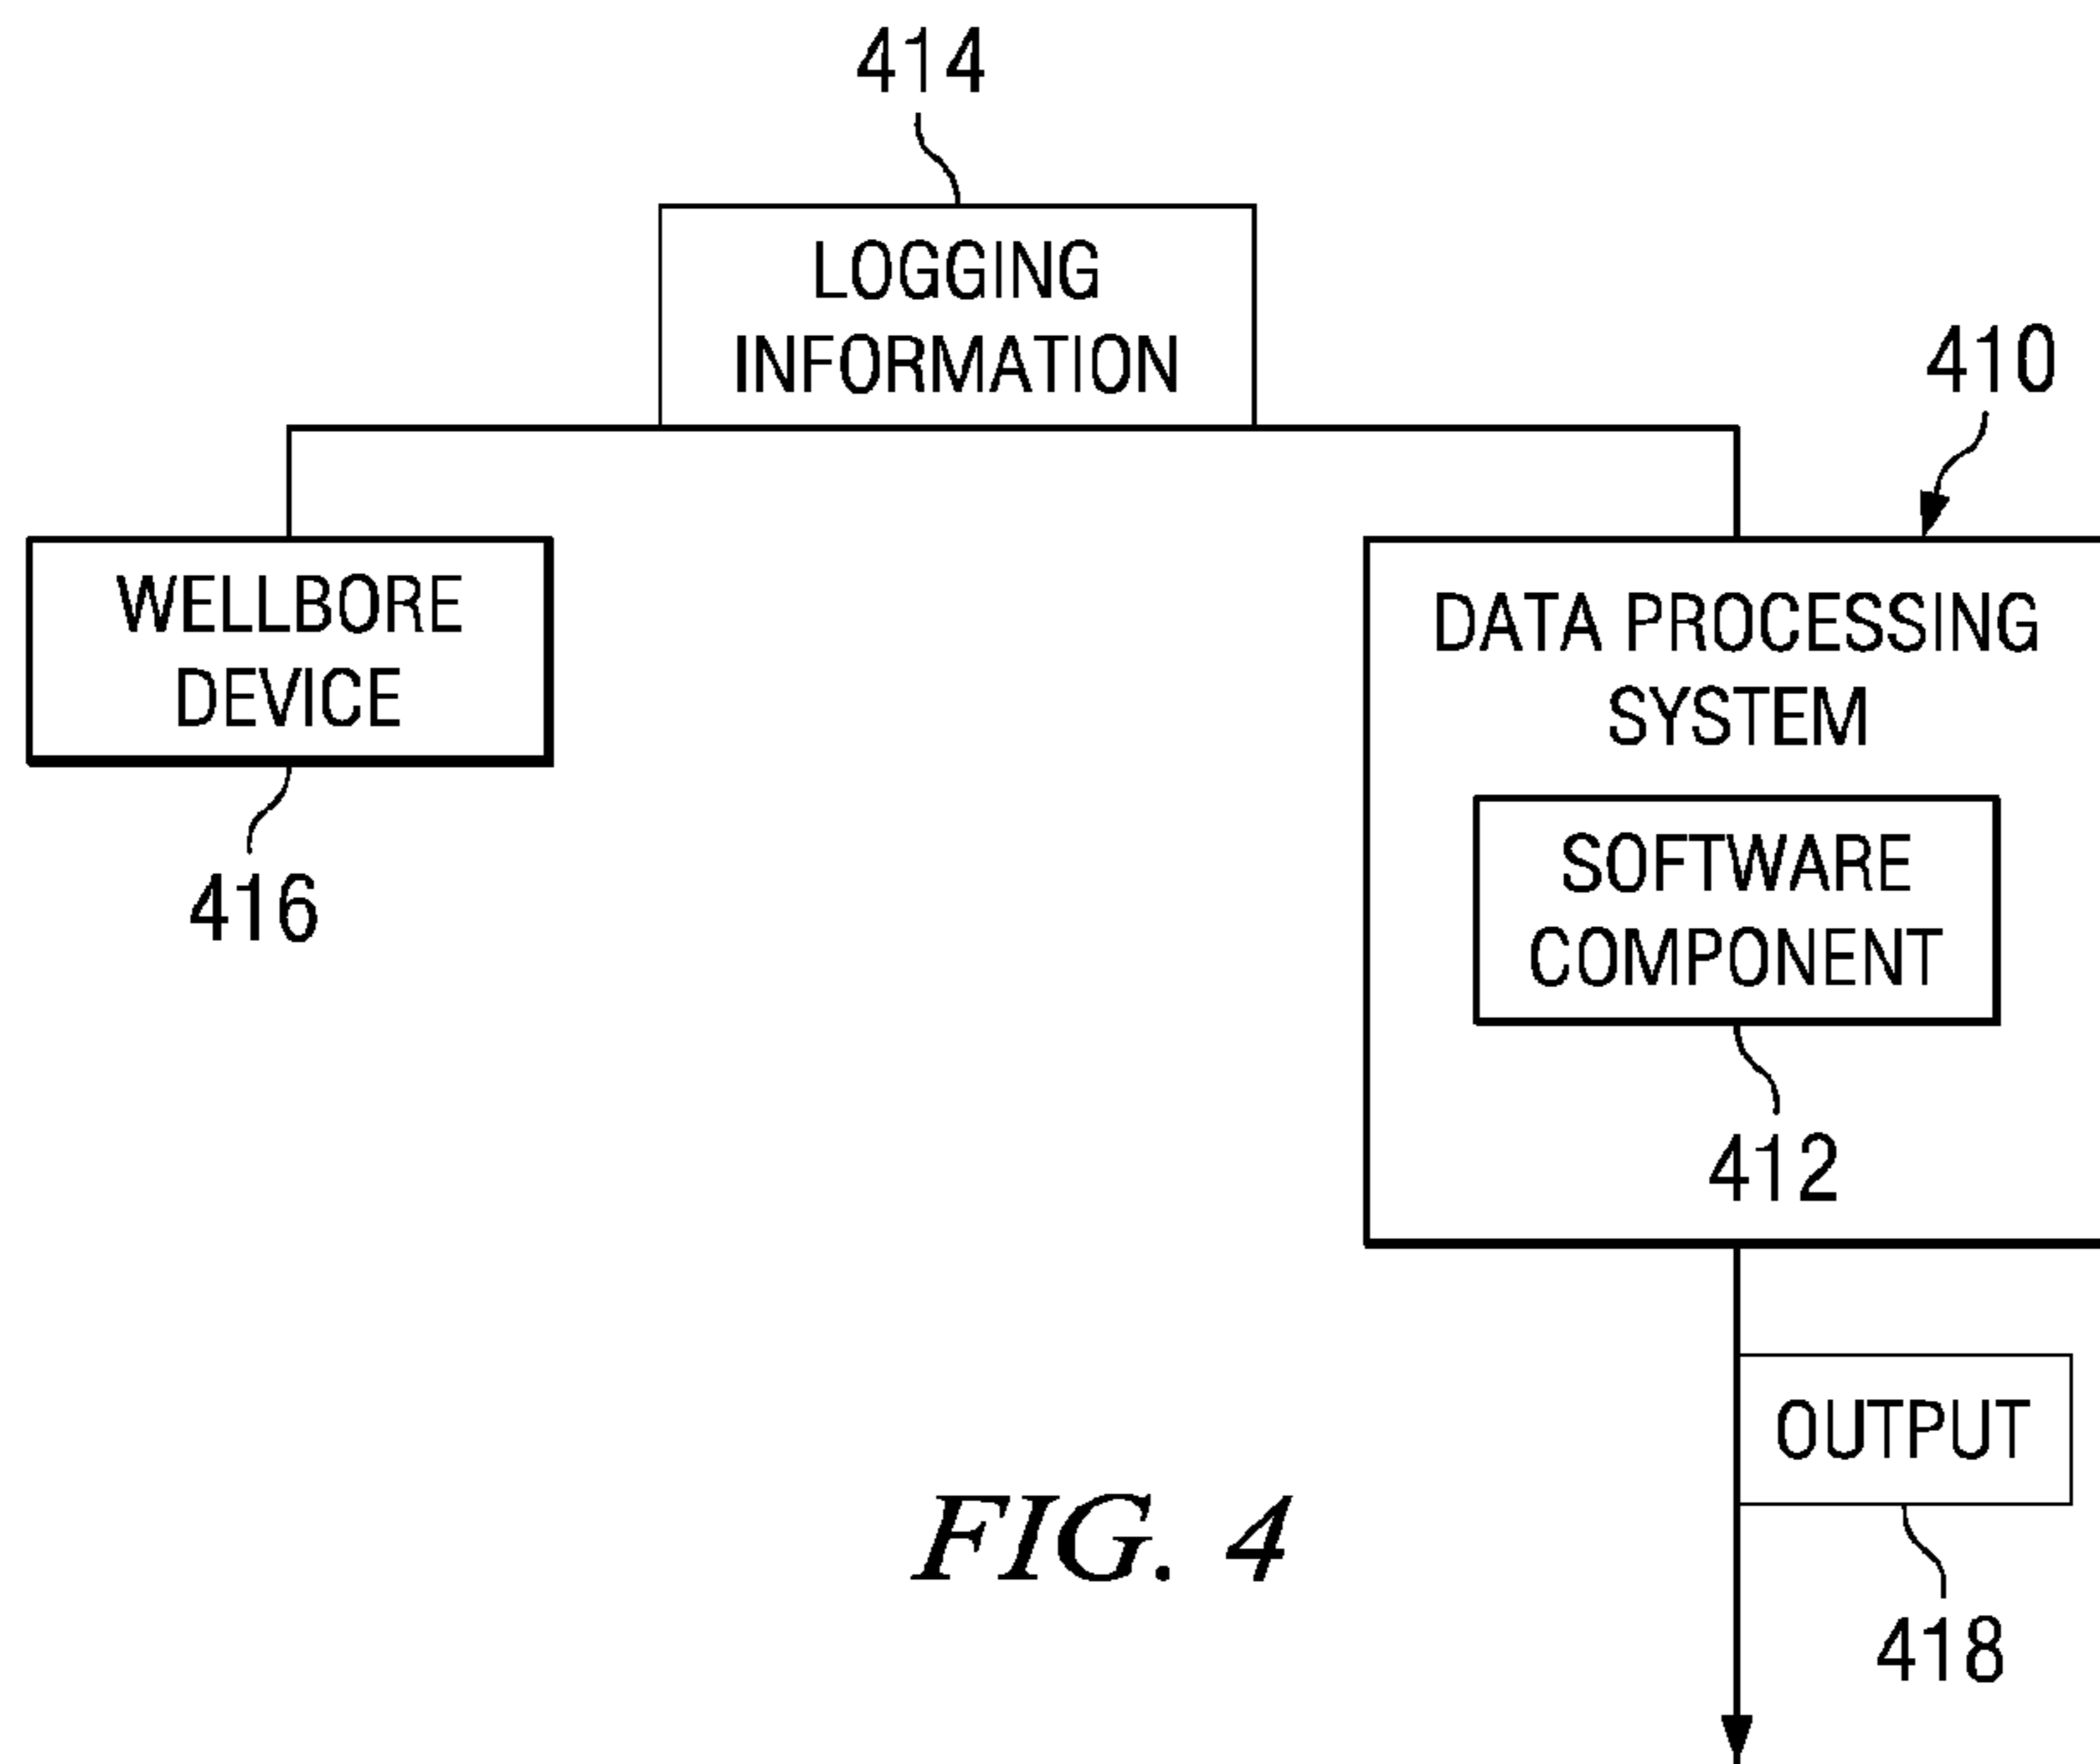 414
LOGGING
INFORMATION
410
WELLBORE
DEVICE
416
DATA PROCESSING
SYSTEM
SOFTWARE
COMPONENT
412
OUTPUT
418
FIG. 4